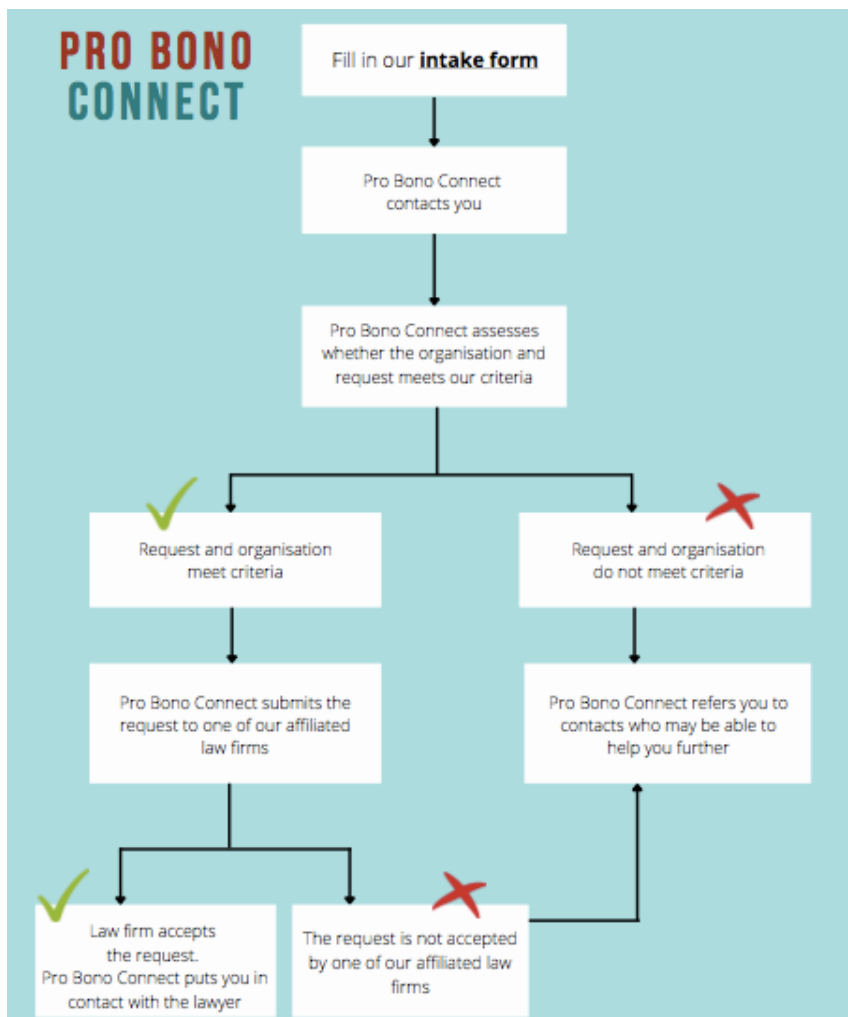 PRO BONO
CONNECT
Fill in our intake form
Pro Bono Connect
contacts you
Pro Bono Connect assesses
whether the organisation and
request meets our criteria
Request and organisation
meet criteria
Request and organisation
do not meet criteria
Pro Bono Connect submits the
request to one of our affiliated
law firms
Pro Bono Connect refers you to
contacts who may be able to
help you further
Law firm accepts
the request.
Pro Bono Connect puts you in
contact with the lawyer
The request is not accepted
by one of our affiliated law
firms